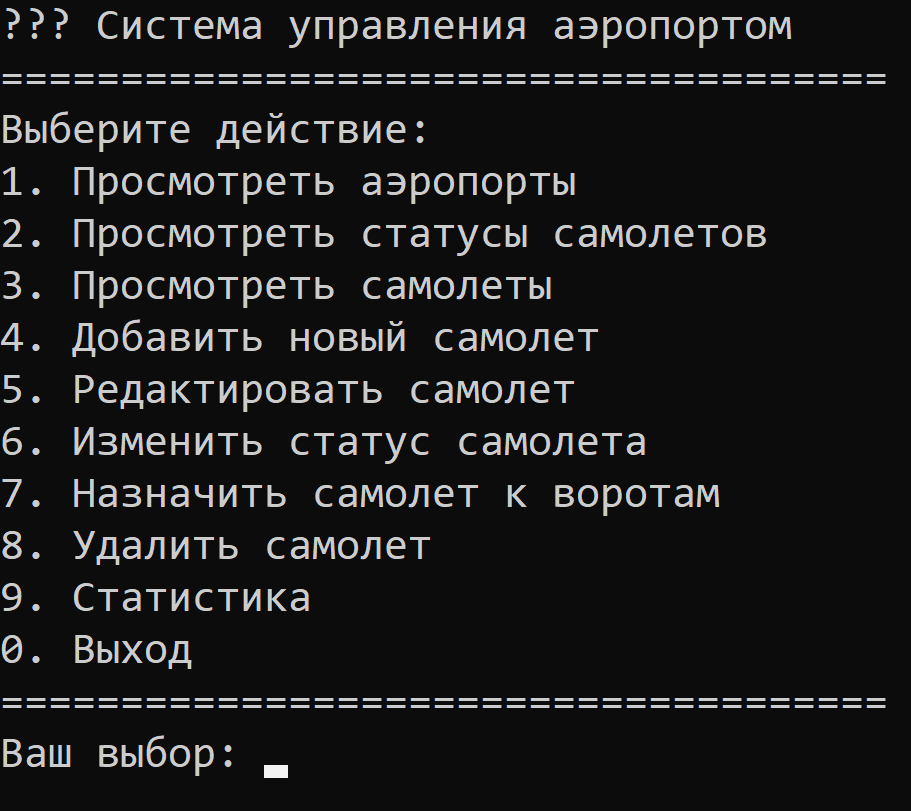 ??? Система управления аэропортом
=====================================
Выберите действие:
1. Просмотреть аэропорты
2. Просмотреть статусы самолетов
3. Просмотреть самолеты
4. Добавить новый самолет
5. Редактировать самолет
6. Изменить статус самолета
7. Назначить самолет к воротам
8. Удалить самолет
9. Статистика
0. Выход
=====================================
Ваш выбор: